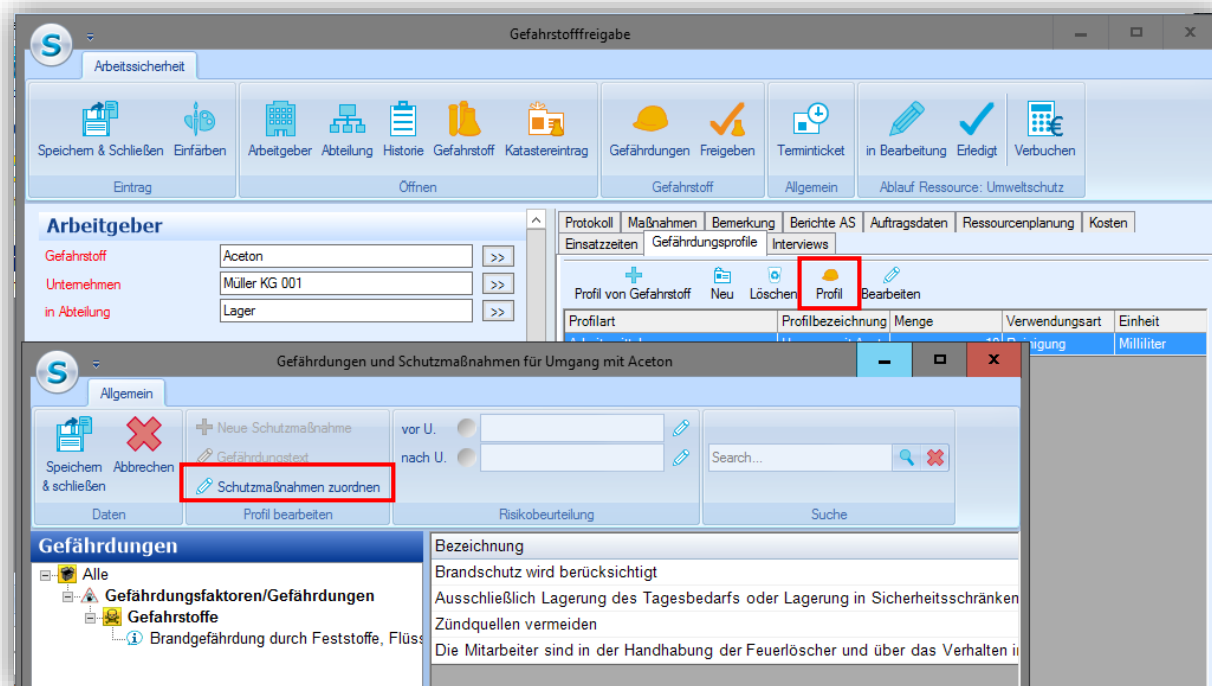 Gefahrstofffreigabe
S
Arbeitssicherheit
Speichern & Schließen Einfärben Arbeitgeber Abteilung Historie Gefahrstoff Katastereintrag Gefährdungen Freigeben Terminticket in Bearbeitung Erledigt Verbuchen
Eintrag Öffnen Gefahrstoff Allgemein Ablauf Ressource: Umweltschutz
Arbeitgeber
Gefahrstoff Aceton >>
Unternehmen Müller KG 001 >>
in Abteilung Lager >>
Protokoll Maßnahmen Bemerkung Berichte AS Auftragsdaten Ressourcenplanung Kosten
Einsatzzeiten Gefährdungsprofile Interviews
Profil von Gefahrstoff Neu Löschen Profil Bearbeiten
Profilart Profilbezeichnung Menge Verwendungsart Einheit
Milliliter
Gefährdungen und Schutzmaßnahmen für Umgang mit Aceton
S
Allgemein
Speichern & schließen
Abbrechen
Neue Schutzmaßnahme
Gefährdungstext
Schutzmaßnahmen zuordnen
vor U.
nach U.
Search...
Daten Profil bearbeiten Risikobeurteilung Suche
Gefährdungen
Alle
Gefährdungsfaktoren/Gefährdungen
Gefahrstoffe
Brandgefährdung durch Feststoffe, Flüss
Bezeichnung
Brandschutz wird berücksichtigt
Ausschließlich Lagerung des Tagesbedarfs oder Lagerung in Sicherheitsschränken
Zündquellen vermeiden
Die Mitarbeiter sind in der Handhabung der Feuerlöscher und über das Verhalten i